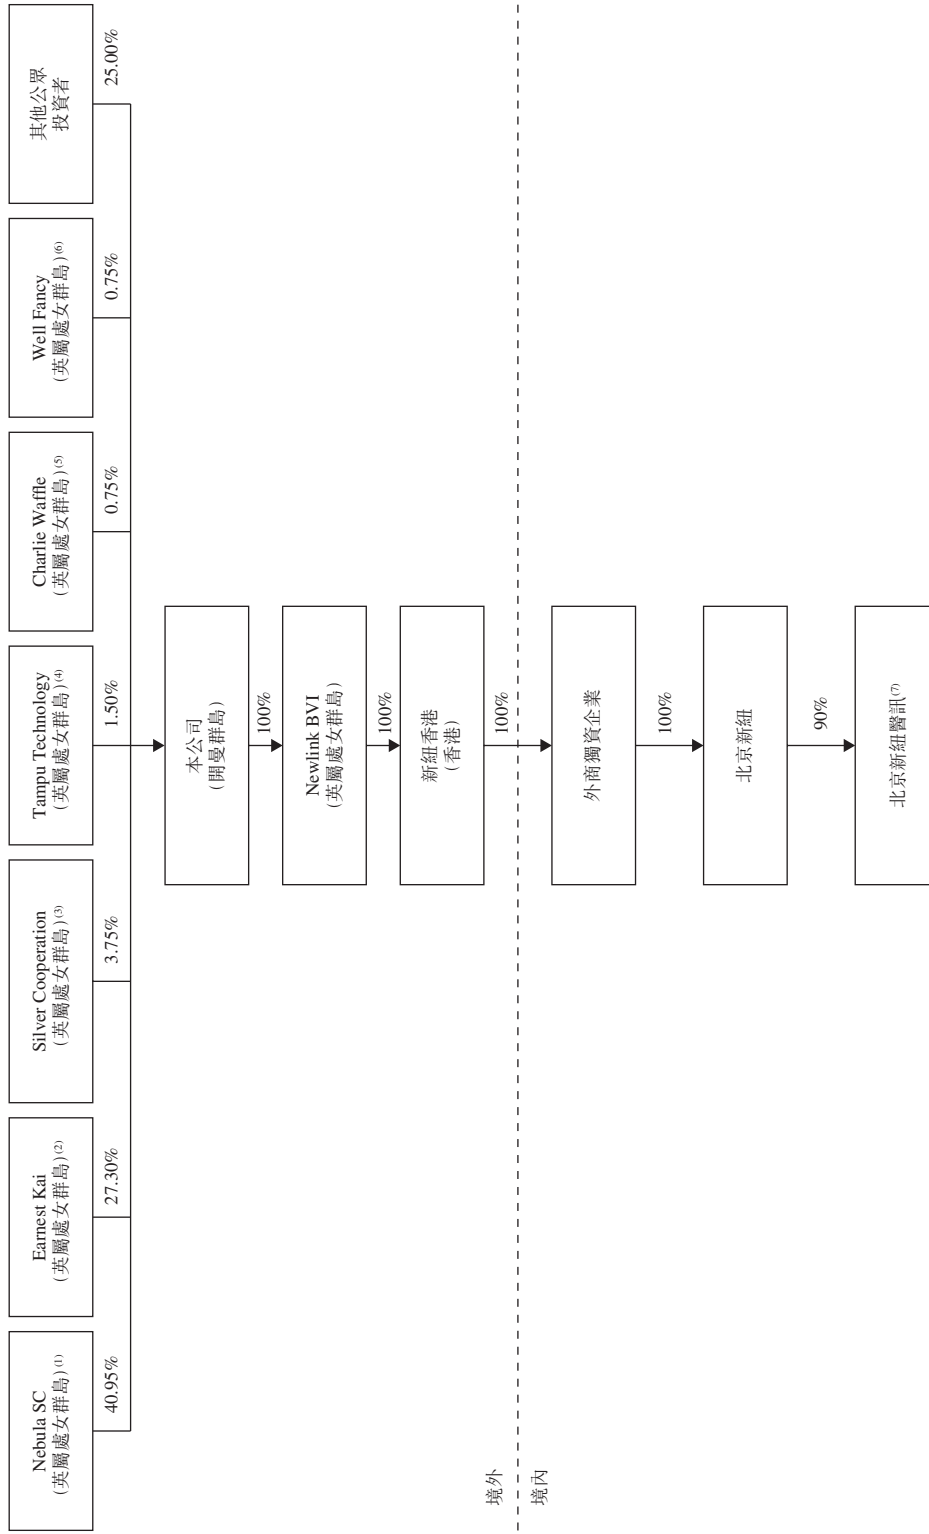 Nebula SC
(英屬處女群島)(1)
40.95%
Earnest Kai
(英屬處女群島)(2)
27.30%
Silver Cooperation
(英屬處女群島)(3)
3.75%
Tampu Technology
(英屬處女群島)(4)
1.50%
Charlie Waffle
(英屬處女群島)(5)
0.75%
Well Fancy
(英屬處女群島)(6)
0.75%
其他公眾
投資者
25.00%
本公司
(開曼群島)
100%
Newlink BVI
(英屬處女群島)
100%
新紐香港
(香港)
100%
境外
境內
外商獨資企業
100%
北京新紐
90%
北京新紐醫訊(7)